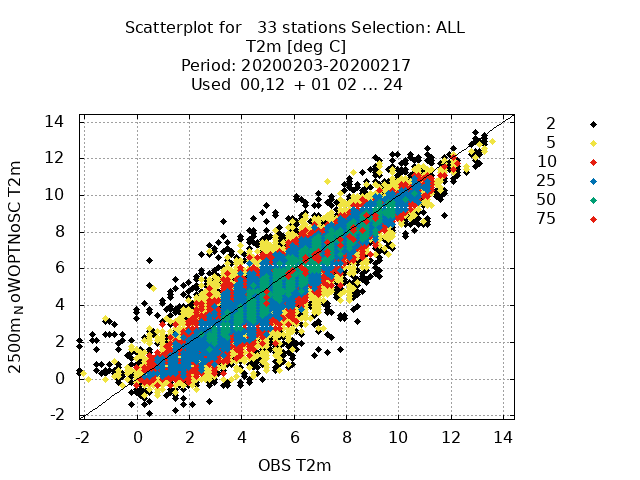 Scatterplot for 33 stations Selection: ALL
T2m [deg C]
Period: 20200203-20200217
Used 00,12 + 01 02 ... 24
2500m_NoWOPTNoSC T2m
14
12
10
8
6
4
2
0
-2
-2 0 2 4 6 8 10 12 14
OBS T2m
2
5
10
25
50
75